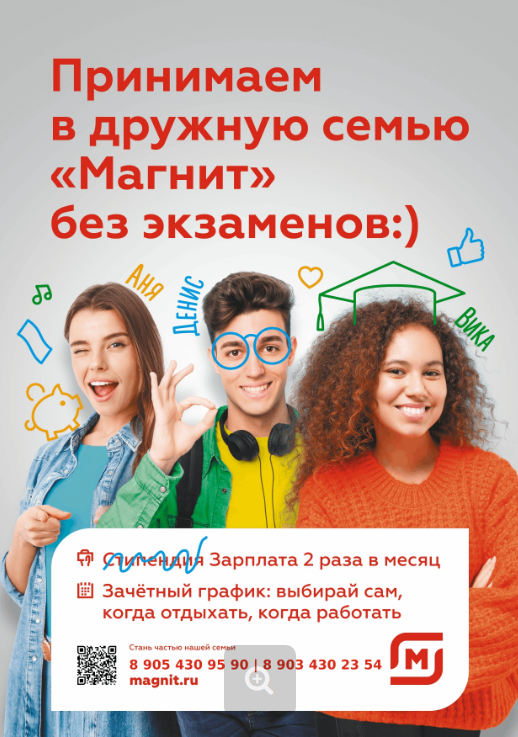 Принимаем
в дружную семью
«Магнит»
без экзаменов:)
Аня
Денис
Вика
Стипендия Зарплата 2 раза в месяц
Зачётный график: выбирай сам,
когда отдыхать, когда работать
Стань частью нашей семьи
8 905 430 95 90 | 8 903 430 23 54
magnit.ru
М